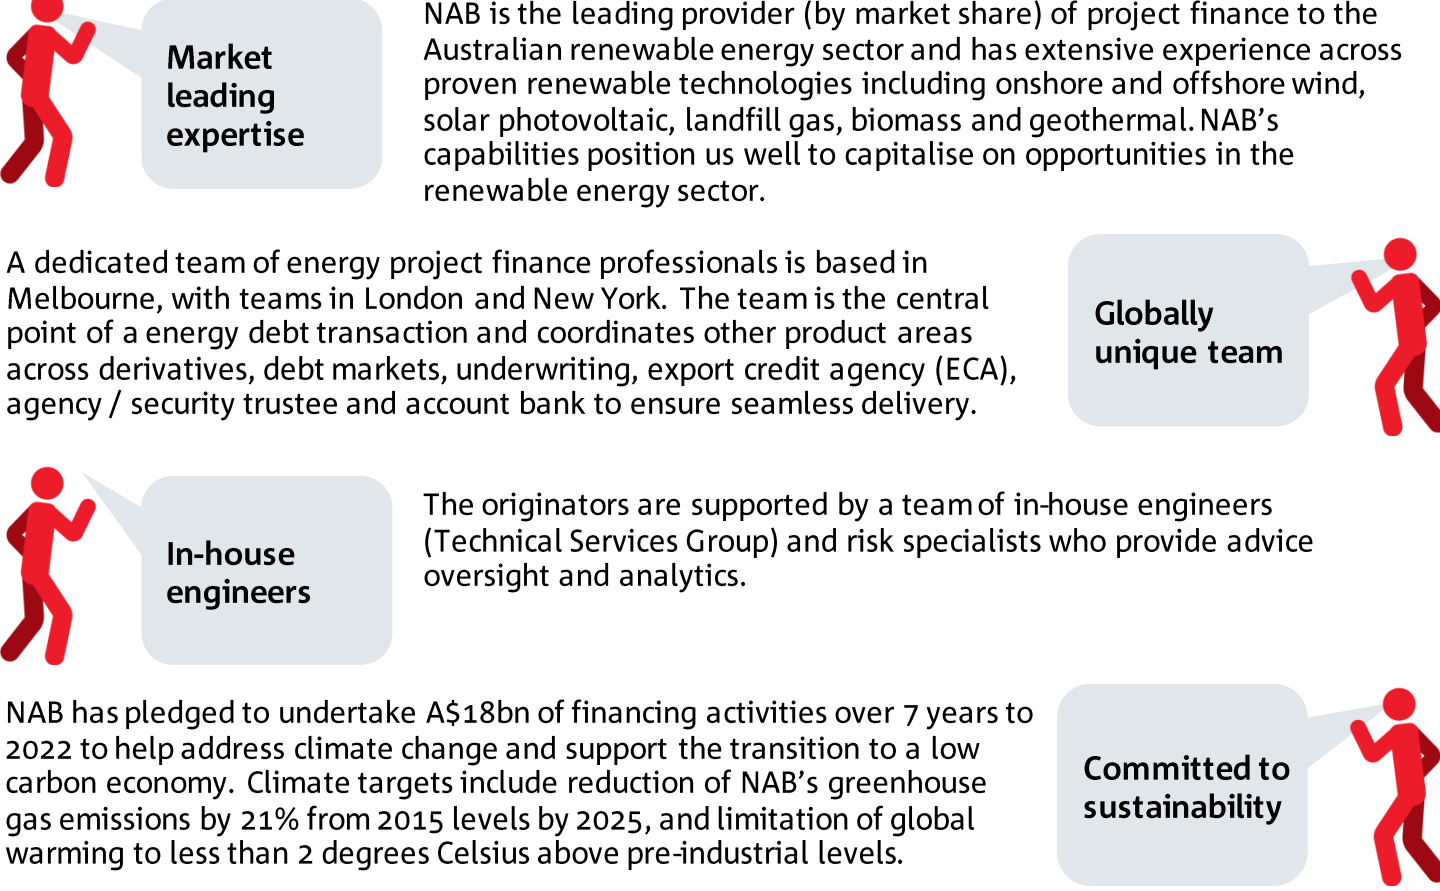 Market
leading
expertise
NAB is the leading provider (by market share) of project finance to the
Australian renewable energy sector and has extensive experience across
proven renewable technologies including onshore and offshore wind,
solar photovoltaic, landfill gas, biomass and geothermal. NAB’s
capabilities position us well to capitalise on opportunities in the
renewable energy sector.
A dedicated team of energy project finance professionals is based in
Melbourne, with teams in London and New York. The team is the central
point of a energy debt transaction and coordinates other product areas
across derivatives, debt markets, underwriting, export credit agency (ECA),
agency / security trustee and account bank to ensure seamless delivery.
Globally
unique team
In-house
engineers
The originators are supported by a team of in-house engineers
(Technical Services Group) and risk specialists who provide advice
oversight and analytics.
NAB has pledged to undertake A$18bn of financing activities over 7 years to
2022 to help address climate change and support the transition to a low
carbon economy. Climate targets include reduction of NAB’s greenhouse
gas emissions by 21% from 2015 levels by 2025, and limitation of global
warming to less than 2 degrees Celsius above pre-industrial levels.
Committed to
sustainability